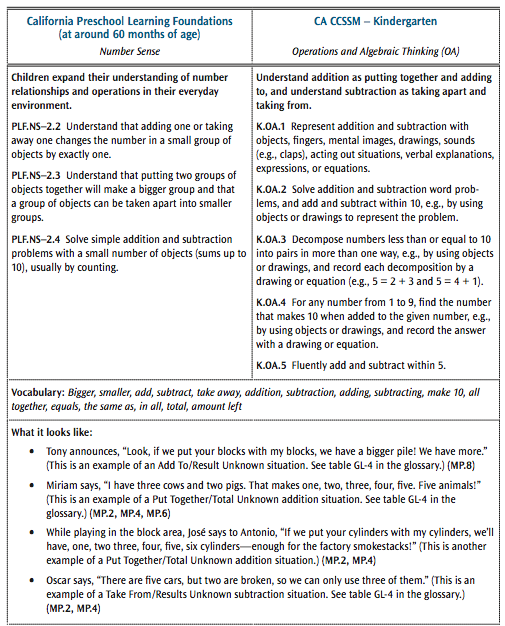 California Preschool Learning Foundations
(at around 60 months of age)
Number Sense
CA CCSSM – Kindergarten
Operations and Algebraic Thinking (OA)
Children expand their understanding of number
relationships and operations in their everyday
environment.
PLF.NS–2.2 Understand that adding one or taking
away one changes the number in a small group of
objects by exactly one.
PLF.NS–2.3 Understand that putting two groups of
objects together will make a bigger group and that
a group of objects can be taken apart into smaller
groups.
PLF.NS–2.4 Solve simple addition and subtraction
problems with a small number of objects (sums up to
10), usually by counting.
Understand addition as putting together and adding
to, and understand subtraction as taking apart and
taking from.
K.OA.1 Represent addition and subtraction with
objects, fingers, mental images, drawings, sounds
(e.g., claps), acting out situations, verbal explanations,
expressions, or equations.
K.OA.2 Solve addition and subtraction word prob-
lems, and add and subtract within 10, e.g., by using
objects or drawings to represent the problem.
K.OA.3 Decompose numbers less than or equal to 10
into pairs in more than one way, e.g., by using objects
or drawings, and record each decomposition by a
drawing or equation (e.g., 5 = 2 + 3 and 5 = 4 + 1).
K.OA.4 For any number from 1 to 9, find the number
that makes 10 when added to the given number, e.g.,
by using objects or drawings, and record the answer
with a drawing or equation.
K.OA.5 Fluently add and subtract within 5.
Vocabulary: Bigger, smaller, add, subtract, take away, addition, subtraction, adding, subtracting, make 10, all
together, equals, the same as, in all, total, amount left
What it looks like:
• Tony announces, “Look, if we put your blocks with my blocks, we have a bigger pile! We have more.”
(This is an example of an Add To/Result Unknown situation. See table GL-4 in the glossary.) (MP.8)
• Miriam says, “I have three cows and two pigs. That makes one, two, three, four, five. Five animals!”
(This is an example of a Put Together/Total Unknown addition situation. See table GL-4 in the
glossary.) (MP.2, MP.4, MP.6)
• While playing in the block area, José says to Antonio, “If we put your cylinders with my cylinders, we’ll
have, one, two three, four, five, six cylinders—enough for the factory smokestacks!” (This is another
example of a Put Together/Total Unknown addition situation.) (MP.2, MP.4)
• Oscar says, “There are five cars, but two are broken, so we can only use three of them.” (This is an
example of a Take From/Results Unknown subtraction situation. See table GL-4 in the glossary.)
(MP.2, MP.4)